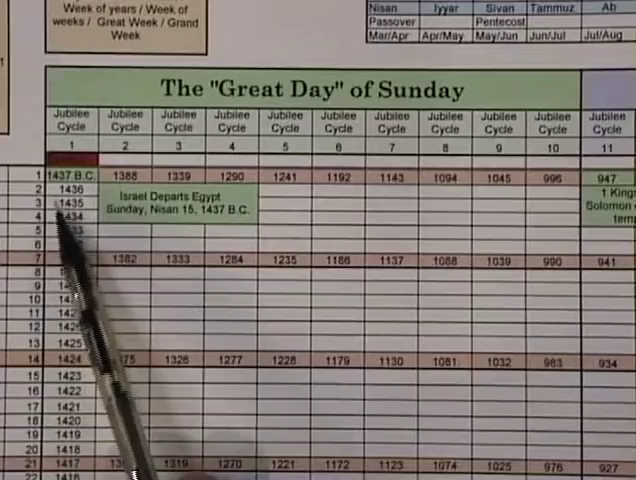 Week of years / Week of
weeks / Great Week / Grand
Week
Nisan Iyyar Sivan Tammuz Ab
Passover Pentecost
Mar/Apr Apr/May May/Jun Jun/Jul Jul/Aug
The "Great Day" of Sunday
Jubilee Jubilee Jubilee Jubilee Jubilee Jubilee Jubilee Jubilee Jubilee Jubilee Jubilee
Cycle Cycle Cycle Cycle Cycle Cycle Cycle Cycle Cycle Cycle Cycle
1 2 3 4 5 6 7 8 9 10 11
1 1437 B.C. 1388 1339 1290 1241 1192 1143 1094 1045 996 947
2 1436 Israel Departs Egypt 1 King
3 1435 Sunday, Nisan 15, 1437 B.C. Solomon
4 1434 tem
5
6
7 1382 1333 1284 1235 1186 1137 1088 1039 990 941
8
9
10
11
12
13 1425
14 1424 1326 1277 1228 1179 1130 1081 1032 983 934
15 1423
16 1422
17 1421
18 1420
19 1419
20 1418
21 1417 1319 1270 1221 1172 1123 1074 1025 976 927
22 1416